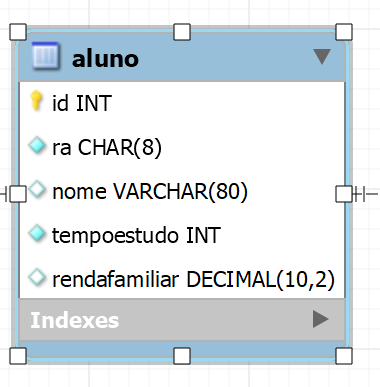 aluno
id INT
ra CHAR(8)
nome VARCHAR(80)
tempoestudo INT
rendafamiliar DECIMAL(10,2)
Indexes